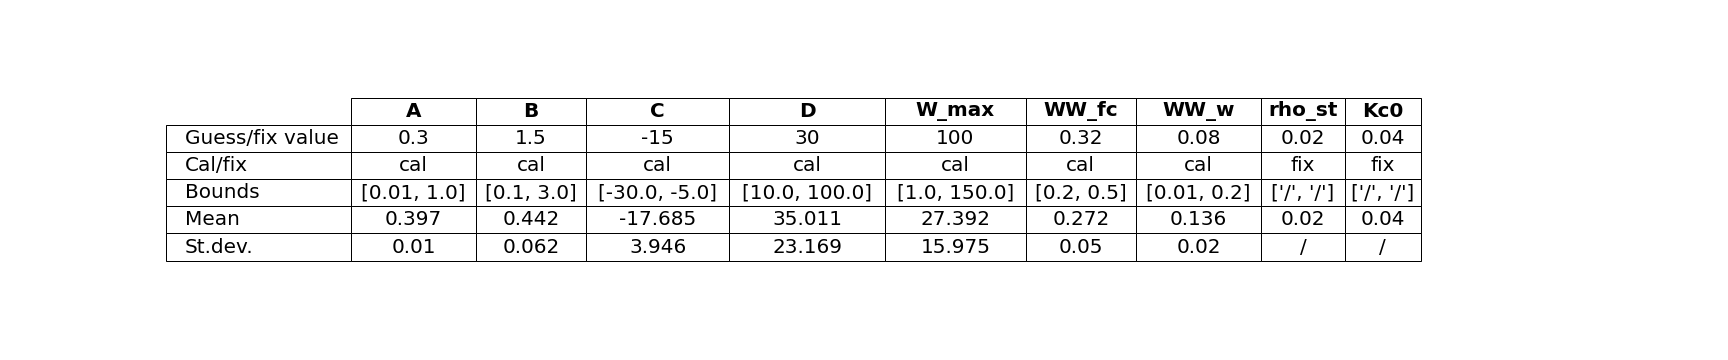 A B C D W_max WW_fc WW_w rho_st Kc0
Guess/fix value 0.3 1.5 -15 30 100 0.32 0.08 0.02 0.04
Cal/fix cal cal cal cal cal cal cal fix fix
Bounds [0.01, 1.0] [0.1, 3.0] [-30.0, -5.0] [10.0, 100.0] [1.0, 150.0] [0.2, 0.5] [0.01, 0.2] ['/', '/'] ['/', '/']
Mean 0.397 0.442 -17.685 35.011 27.392 0.272 0.136 0.02 0.04
St.dev. 0.01 0.062 3.946 23.169 15.975 0.05 0.02 / /